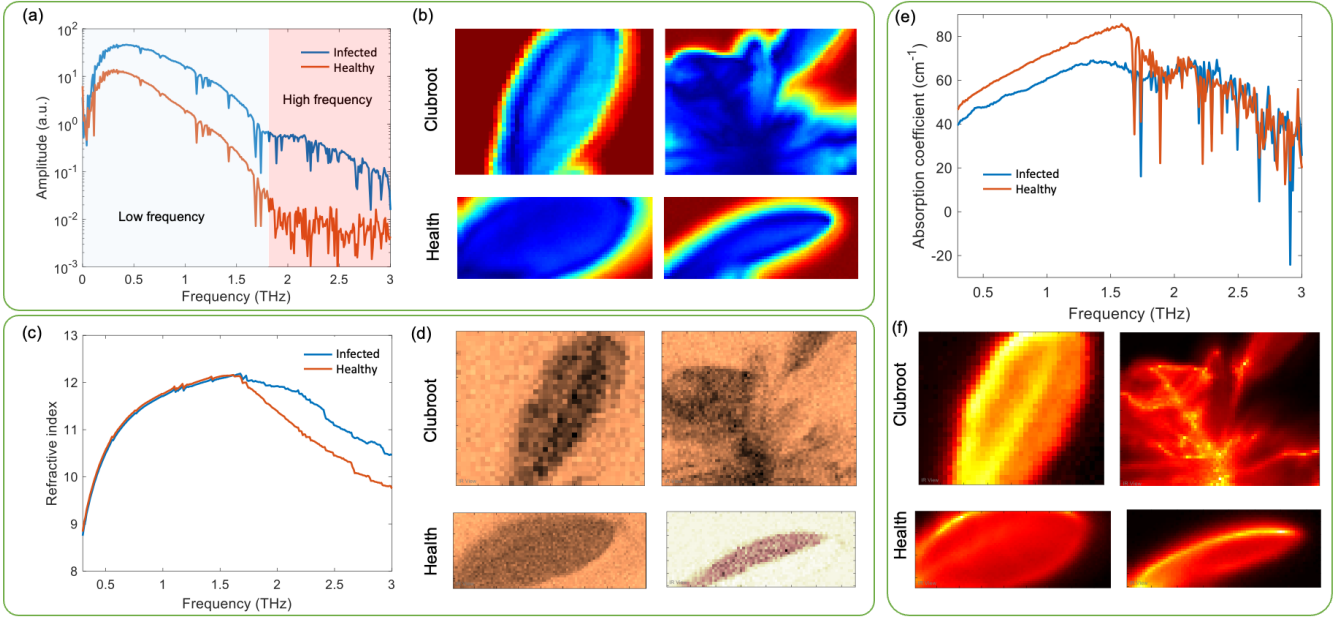 (a)
10^2
10^1
10^0
10^-1
10^-2
10^-3
Amplitude (a.u.)
Infected
Healthy
High frequency
Low frequency
0 0.5 1 1.5 2 2.5 3
Frequency (THz)
(b)
Clubroot
Health
(c)
13
12
11
10
9
8
Refractive index
Infected
Healthy
0.5 1 1.5 2 2.5 3
Frequency (THz)
(d)
Clubroot
Health
(e)
80
60
40
20
0
-20
Absorption coefficient (cm^-1)
Infected
Healthy
0.5 1 1.5 2 2.5 3
Frequency (THz)
(f)
Clubroot
Health